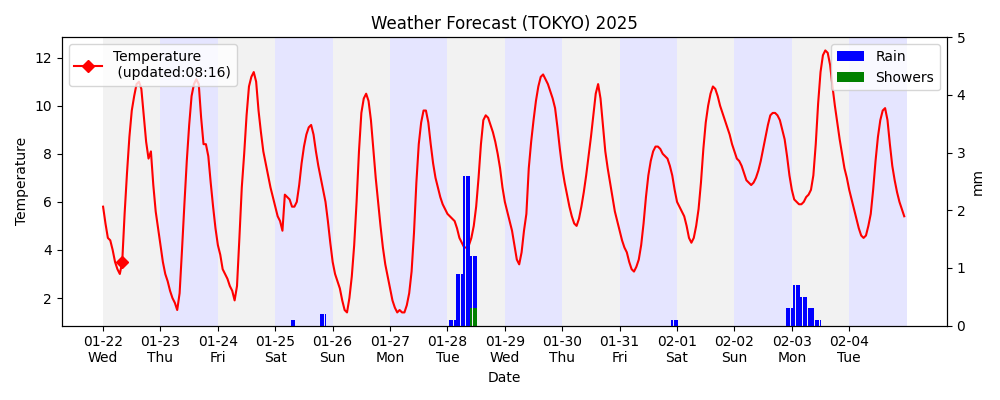 Weather Forecast (TOKYO) 2025
Temperature
(updated:08:16)
Rain
Showers
12
10
8
6
4
2
Temperature
5
4
3
2
1
0
mm
01-22 01-23 01-24 01-25 01-26 01-27 01-28 01-29 01-30 01-31 02-01 02-02 02-03 02-04
Wed Thu Fri Sat Sun Mon Tue Wed Thu Fri Sat Sun Mon Tue
Date